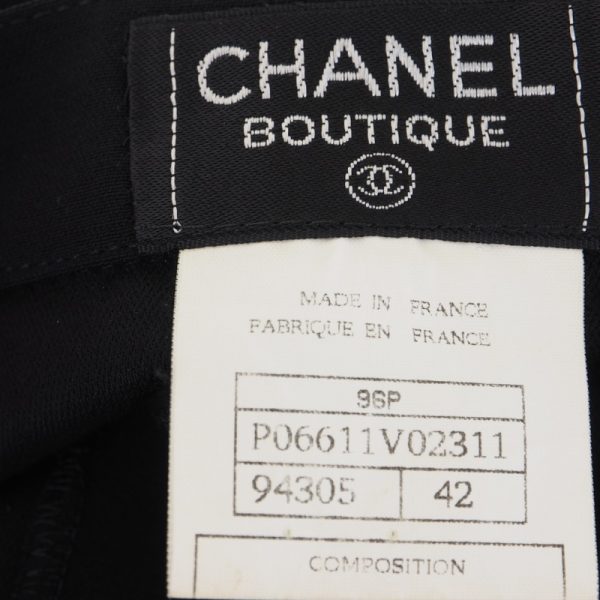 CHANEL
BOUTIQUE
MADE IN FRANCE
FABRIQUE EN FRANCE
96P
P06611V02311
94305 42
COMPOSITION